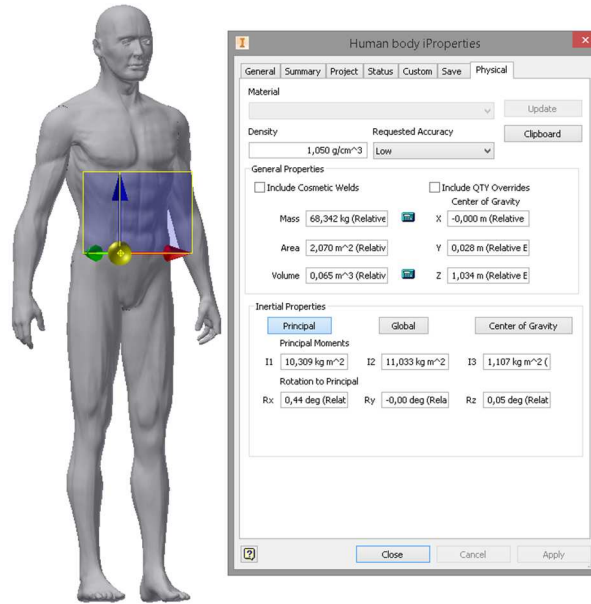 Human body iProperties
General Summary Project Status Custom Save Physical
Material
Update
Density Requested Accuracy Clipboard
1,050 g/cm^3 Low
General Properties
Include Cosmetic Welds Include QTY Overrides
Center of Gravity
Mass 68,342 kg (Relative X -0,000 m (Relative
Area 2,070 m^2 (Relativ Y 0,028 m (Relative E
Volume 0,065 m^3 (Relativ Z 1,034 m (Relative E
Inertial Properties
Principal Global Center of Gravity
Principal Moments
I1 10,309 kg m^2 I2 11,033 kg m^2 I3 1,107 kg m^2 (
Rotation to Principal
Rx 0,44 deg (Relat Ry -0,00 deg (Rela Rz 0,05 deg (Relat
Close Cancel Apply